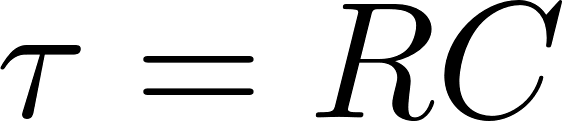 τ = RC